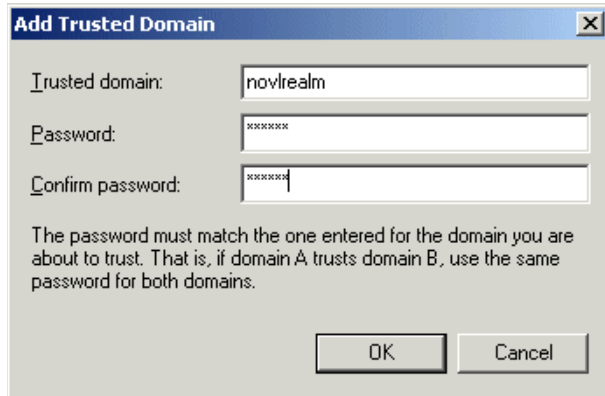 Add Trusted Domain
Trusted domain: novlrealm
Password: ******
Confirm password: ******
The password must match the one entered for the domain you are
about to trust. That is, if domain A trusts domain B, use the same
password for both domains.
OK Cancel